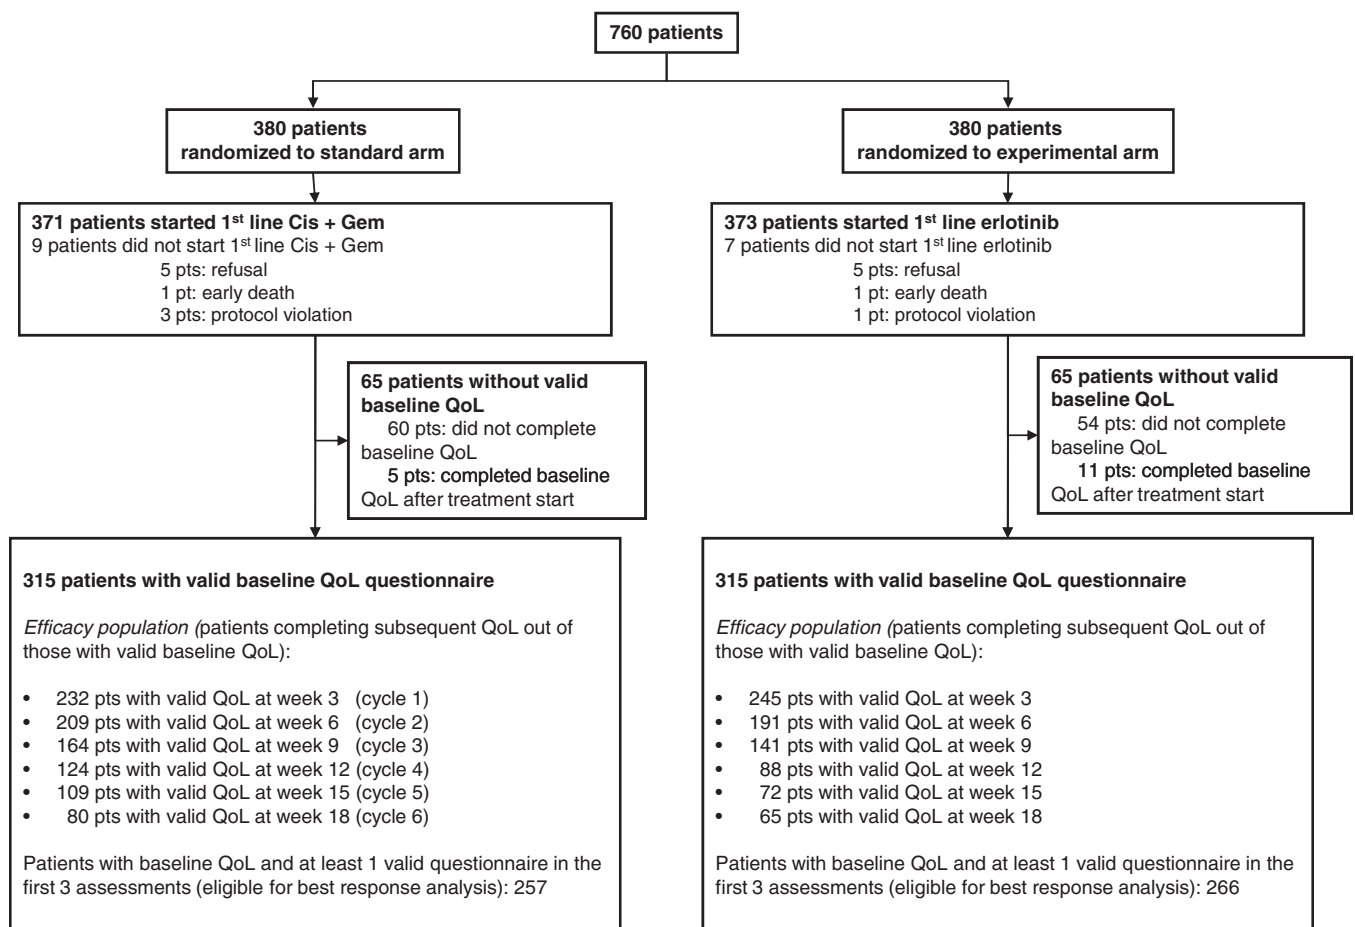 760 patients
380 patients
randomized to standard arm
380 patients
randomized to experimental arm
371 patients started 1st line Cis + Gem
9 patients did not start 1st line Cis + Gem
5 pts: refusal
1 pt: early death
3 pts: protocol violation
373 patients started 1st line erlotinib
7 patients did not start 1st line erlotinib
5 pts: refusal
1 pt: early death
1 pt: protocol violation
65 patients without valid
baseline QoL
60 pts: did not complete
baseline QoL
5 pts: completed baseline
QoL after treatment start
65 patients without valid
baseline QoL
54 pts: did not complete
baseline QoL
11 pts: completed baseline
QoL after treatment start
315 patients with valid baseline QoL questionnaire
Efficacy population (patients completing subsequent QoL out of
those with valid baseline QoL):
• 232 pts with valid QoL at week 3 (cycle 1)
• 209 pts with valid QoL at week 6 (cycle 2)
• 164 pts with valid QoL at week 9 (cycle 3)
• 124 pts with valid QoL at week 12 (cycle 4)
• 109 pts with valid QoL at week 15 (cycle 5)
• 80 pts with valid QoL at week 18 (cycle 6)
Patients with baseline QoL and at least 1 valid questionnaire in the
first 3 assessments (eligible for best response analysis): 257
315 patients with valid baseline QoL questionnaire
Efficacy population (patients completing subsequent QoL out of
those with valid baseline QoL):
• 245 pts with valid QoL at week 3
• 191 pts with valid QoL at week 6
• 141 pts with valid QoL at week 9
• 88 pts with valid QoL at week 12
• 72 pts with valid QoL at week 15
• 65 pts with valid QoL at week 18
Patients with baseline QoL and at least 1 valid questionnaire in the
first 3 assessments (eligible for best response analysis): 266